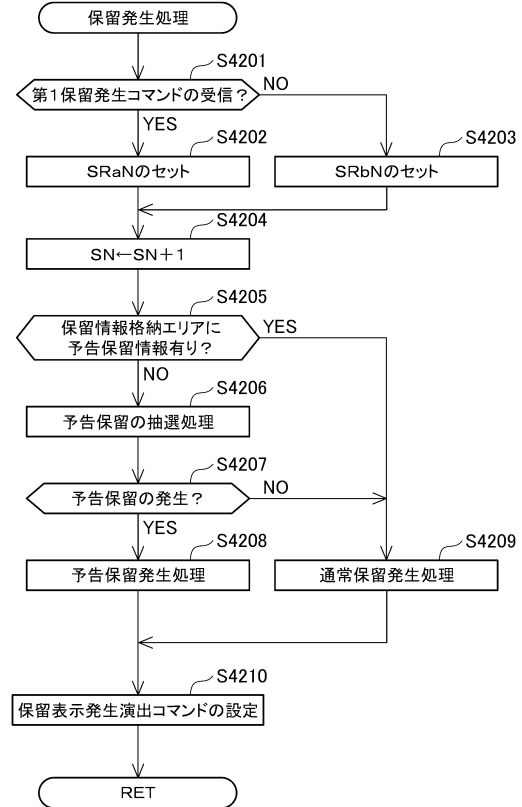 保留発生処理
S4201
第1保留発生コマンドの受信？
NO
YES
S4202
SRaNのセット
S4203
SRbNのセット
S4204
SN←SN＋1
S4205
保留情報格納エリアに
予告保留情報有り？
YES
NO
S4206
予告保留の抽選処理
S4207
予告保留の発生？
NO
YES
S4208
予告保留発生処理
S4209
通常保留発生処理
S4210
保留表示発生演出コマンドの設定
RET